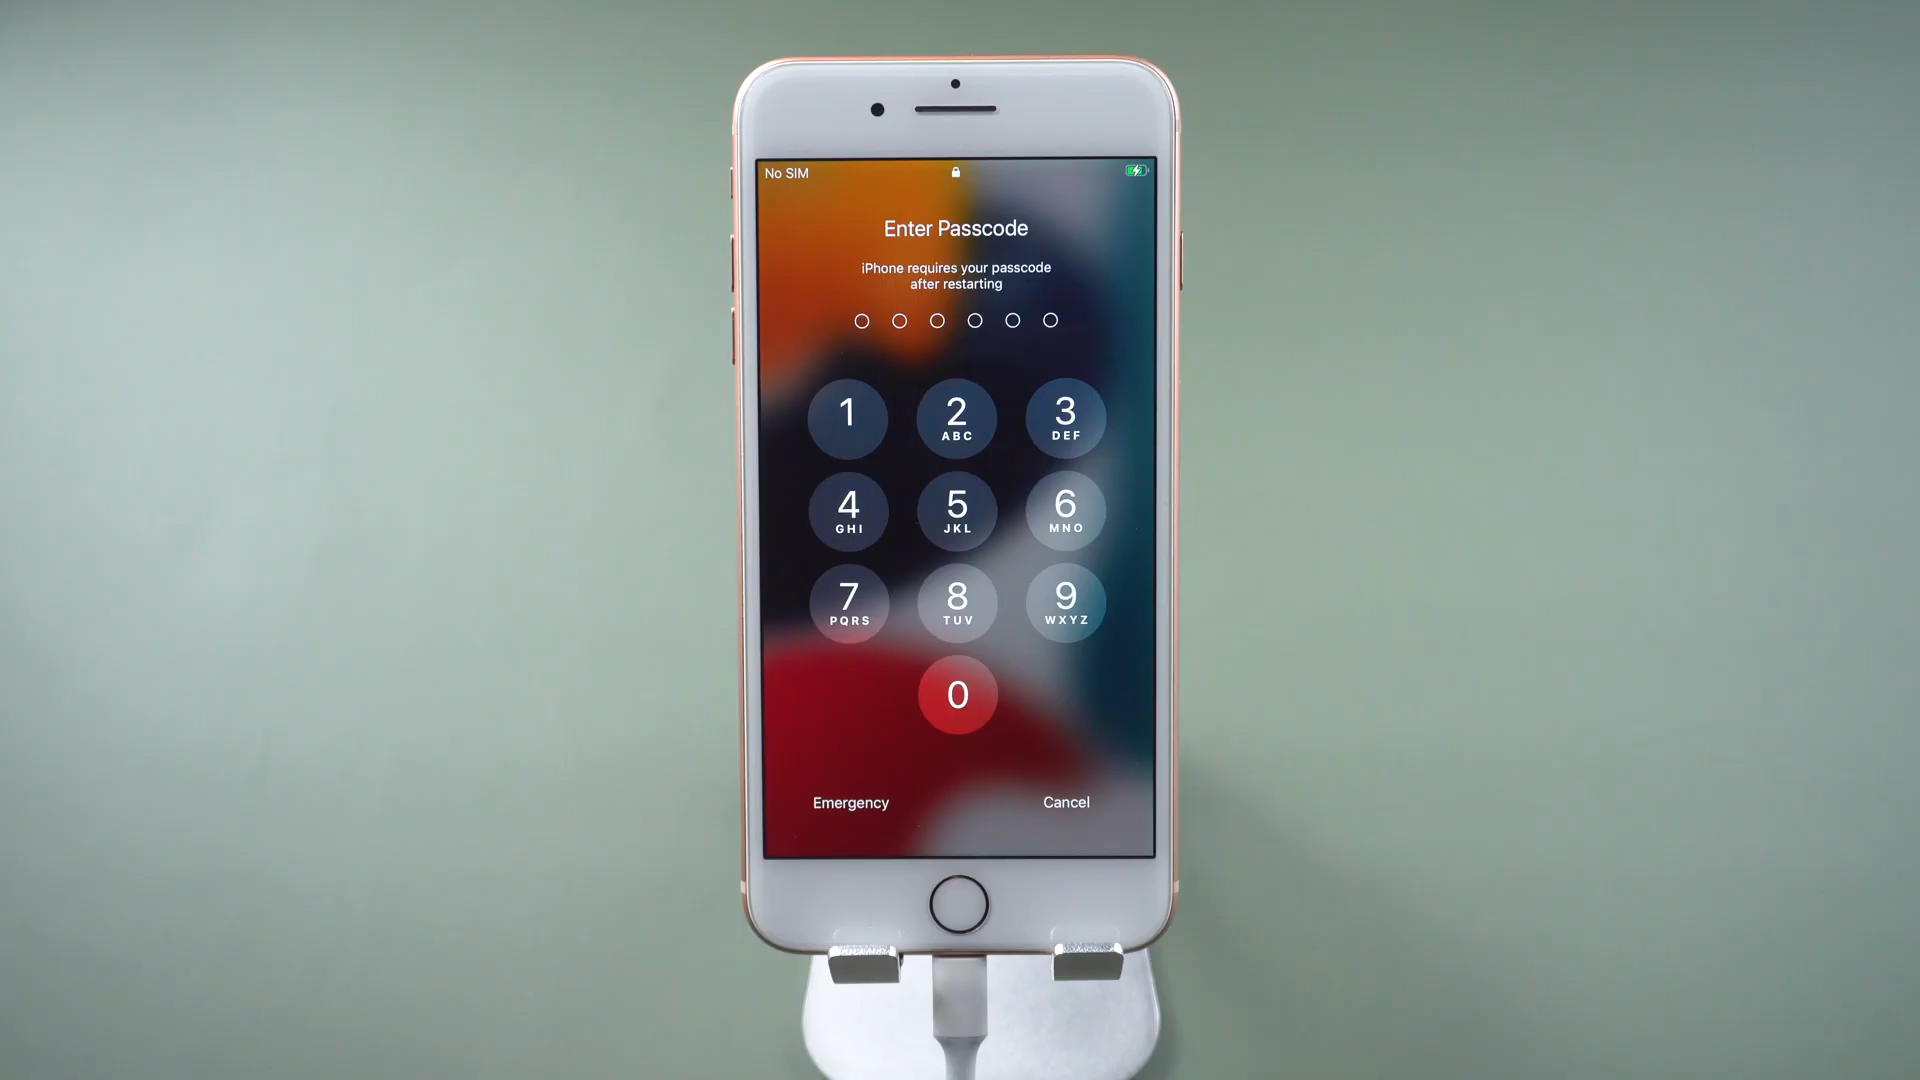 No SIM
Enter Passcode
iPhone requires your passcode
after restarting
1 2 3
ABC DEF
4 5 6
GHI JKL MNO
7 8 9
PQRS TUV WXYZ
0
Emergency Cancel